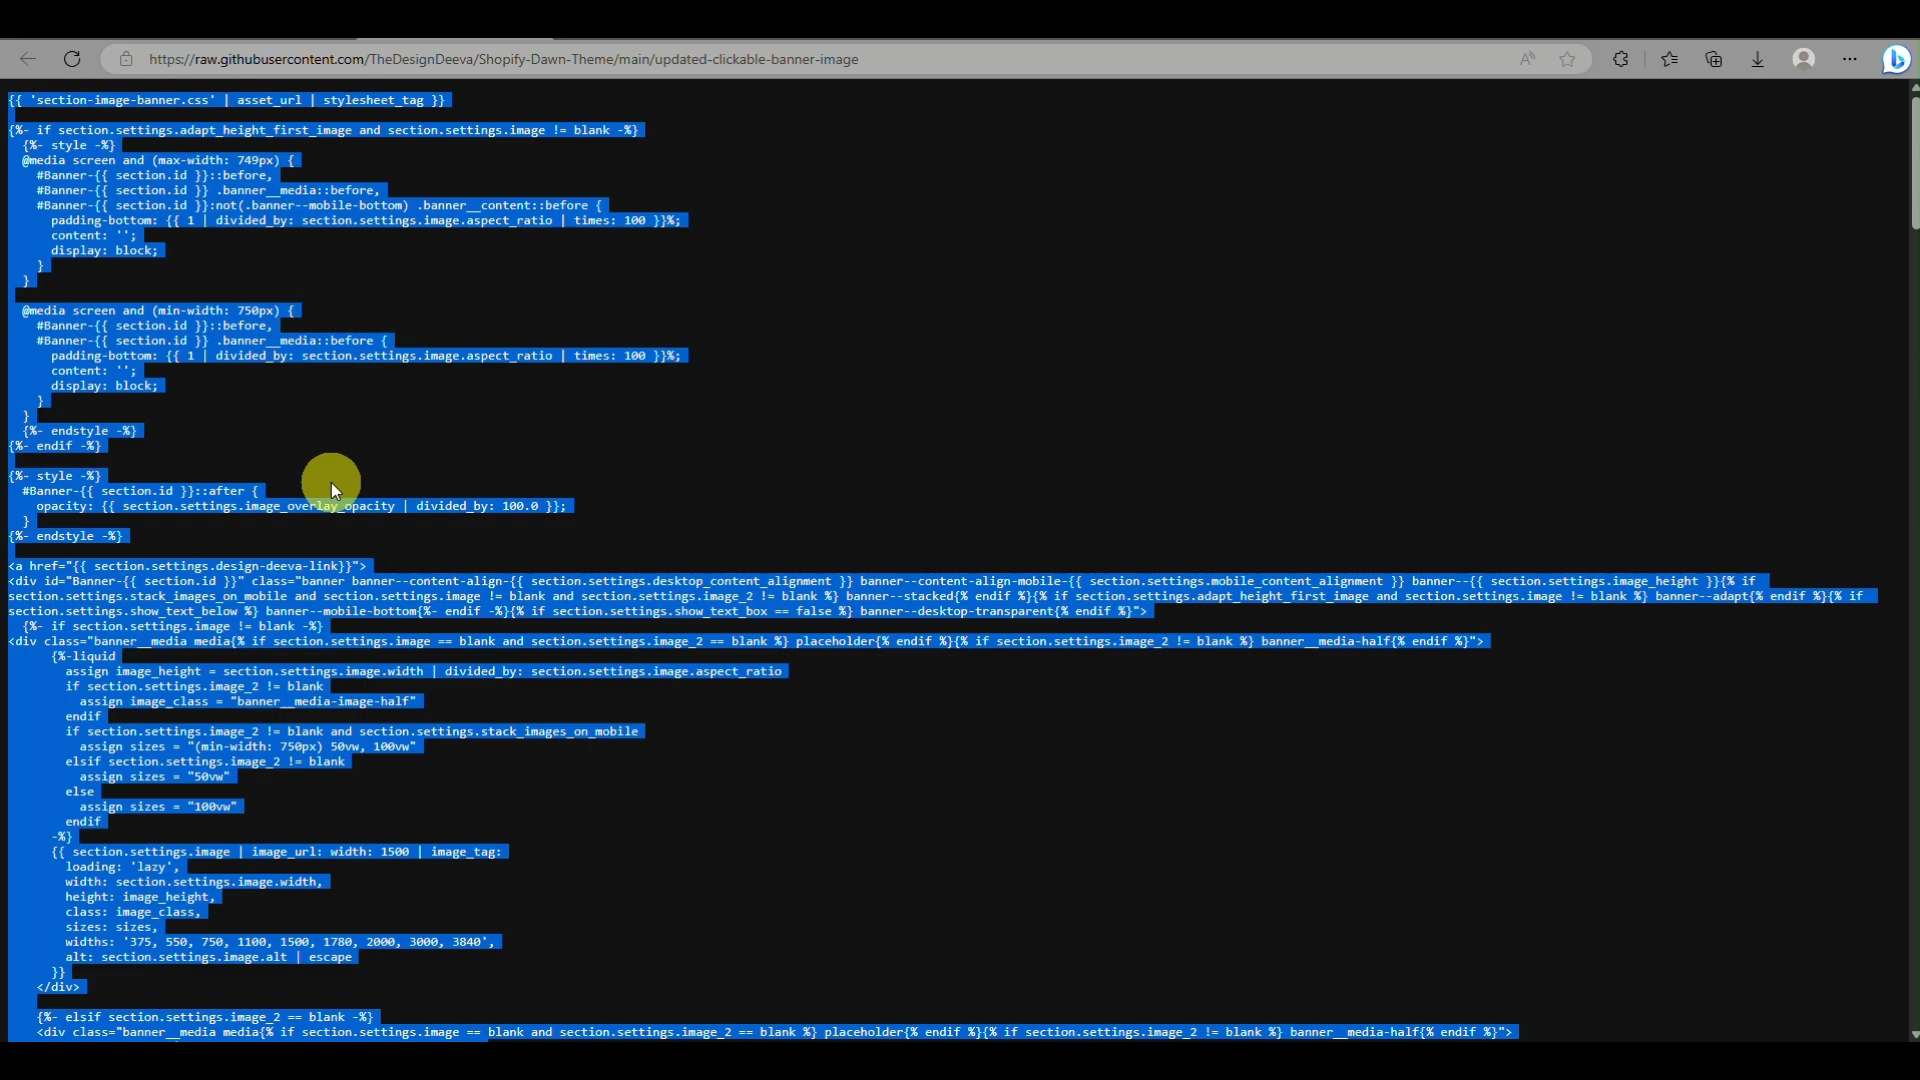 https://raw.githubusercontent.com/TheDesignDeeva/Shopify-Dawn-Theme/main/updated-clickable-banner-image
{{ 'section-image-banner.css' | asset_url | stylesheet_tag }}
{%- if section.settings.adapt_height_first_image and section.settings.image != blank -%}
{%- style -%}
@media screen and (max-width: 749px) {
#Banner-{{ section.id }}::before,
#Banner-{{ section.id }} .banner__media::before,
#Banner-{{ section.id }}:not(.banner--mobile-bottom) .banner__content::before {
padding-bottom: {{ 1 | divided_by: section.settings.image.aspect_ratio | times: 100 }}%;
content: '';
display: block;
}
}
@media screen and (min-width: 750px) {
#Banner-{{ section.id }}::before,
#Banner-{{ section.id }} .banner__media::before {
padding-bottom: {{ 1 | divided_by: section.settings.image.aspect_ratio | times: 100 }}%;
content: '';
display: block;
}
}
{%- endstyle -%}
{%- endif -%}
{%- style -%}
#Banner-{{ section.id }}::after {
opacity: {{ section.settings.image_overlay_opacity | divided_by: 100.0 }};
}
{%- endstyle -%}
<a href="{{ section.settings.design-deeva-link}}">
<div id="Banner-{{ section.id }}" class="banner banner--content-align-{{ section.settings.desktop_content_alignment }} banner--content-align-mobile-{{ section.settings.mobile_content_alignment }} banner--{{ section.settings.image_height }}{% if
section.settings.stack_images_on_mobile and section.settings.image != blank and section.settings.image_2 != blank %} banner--stacked{% endif %}{% if section.settings.adapt_height_first_image and section.settings.image != blank %} banner--adapt{% endif %}{% if
section.settings.show_text_below %} banner--mobile-bottom{%- endif -%}{% if section.settings.show_text_box == false %} banner--desktop-transparent{% endif %}">
{%- if section.settings.image != blank -%}
<div class="banner__media media{% if section.settings.image == blank and section.settings.image_2 == blank %} placeholder{% endif %}{% if section.settings.image_2 != blank %} banner__media-half{% endif %}">
{%-liquid
assign image_height = section.settings.image.width | divided_by: section.settings.image.aspect_ratio
if section.settings.image_2 != blank
assign image_class = "banner__media-image-half"
endif
if section.settings.image_2 != blank and section.settings.stack_images_on_mobile
assign sizes = "(min-width: 750px) 50vw, 100vw"
elsif section.settings.image_2 != blank
assign sizes = "50vw"
else
assign sizes = "100vw"
endif
-%}
{{ section.settings.image | image_url: width: 1500 | image_tag:
loading: 'lazy',
width: section.settings.image.width,
height: image_height,
class: image_class,
sizes: sizes,
widths: '375, 550, 750, 1100, 1500, 1780, 2000, 3000, 3840',
alt: section.settings.image.alt | escape
}}
</div>
{%- elsif section.settings.image_2 == blank -%}
<div class="banner__media media{% if section.settings.image == blank and section.settings.image_2 == blank %} placeholder{% endif %}{% if section.settings.image_2 != blank %} banner__media-half{% endif %}">